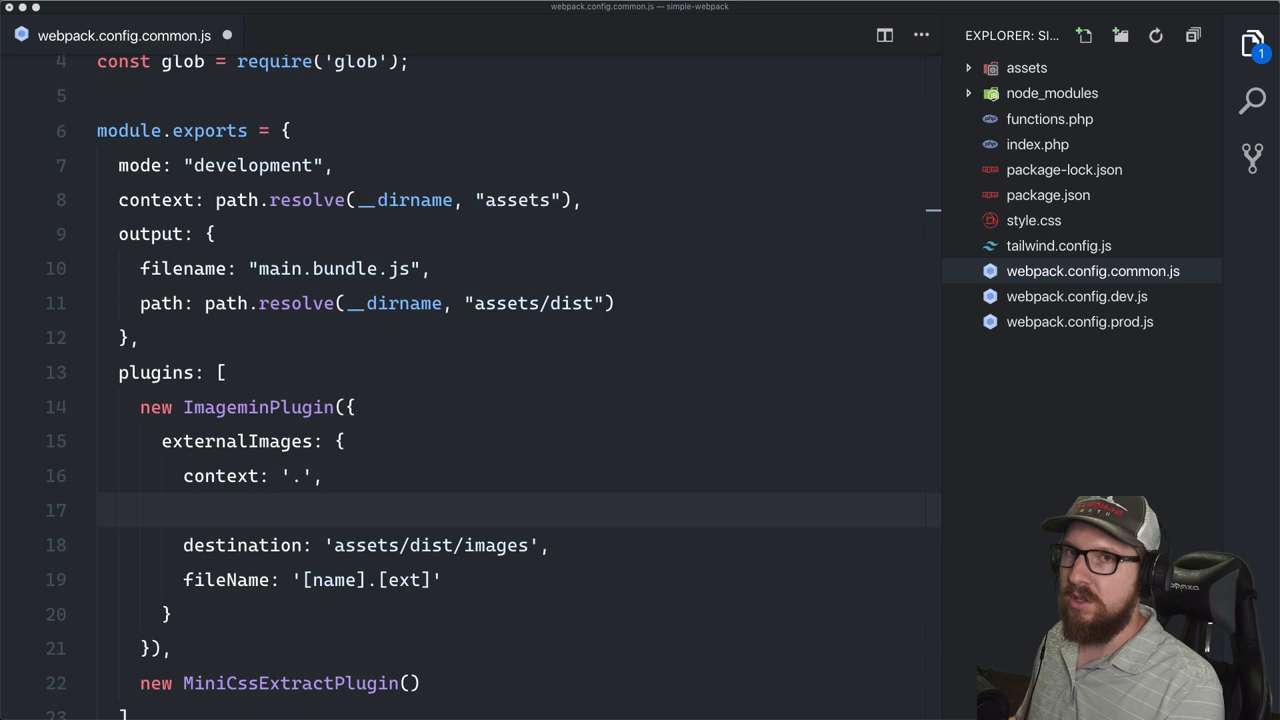 webpack.config.common.js — simple-webpack
webpack.config.common.js
EXPLORER: SI...
1
4 const glob = require('glob');
5
6 module.exports = {
7 mode: "development",
8 context: path.resolve(__dirname, "assets"),
9 output: {
10 filename: "main.bundle.js",
11 path: path.resolve(__dirname, "assets/dist")
12 },
13 plugins: [
14 new ImageminPlugin({
15 externalImages: {
16 context: '.',
17
18 destination: 'assets/dist/images',
19 fileName: '[name].[ext]'
20 }
21 }),
22 new MiniCssExtractPlugin()
23 ]
assets
node_modules
functions.php
index.php
package-lock.json
package.json
style.css
tailwind.config.js
webpack.config.common.js
webpack.config.dev.js
webpack.config.prod.js